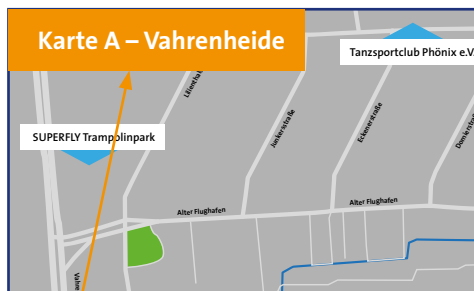 Karte A – Vahrenheide
Tanzsportclub Phönix e.V.
SUPERFLY Trampolinpark
Junkersstraße
Eckenerstraße
Alter Flughafen
Alter Flughafen